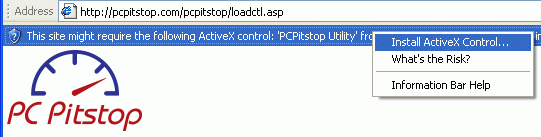 Address http://pcpitstop.com/pcpitstop/loadctl.asp
This site might require the following ActiveX control: 'PCPitstop Utility' from
Install ActiveX Control...
What's the Risk?
Information Bar Help
PC Pitstop